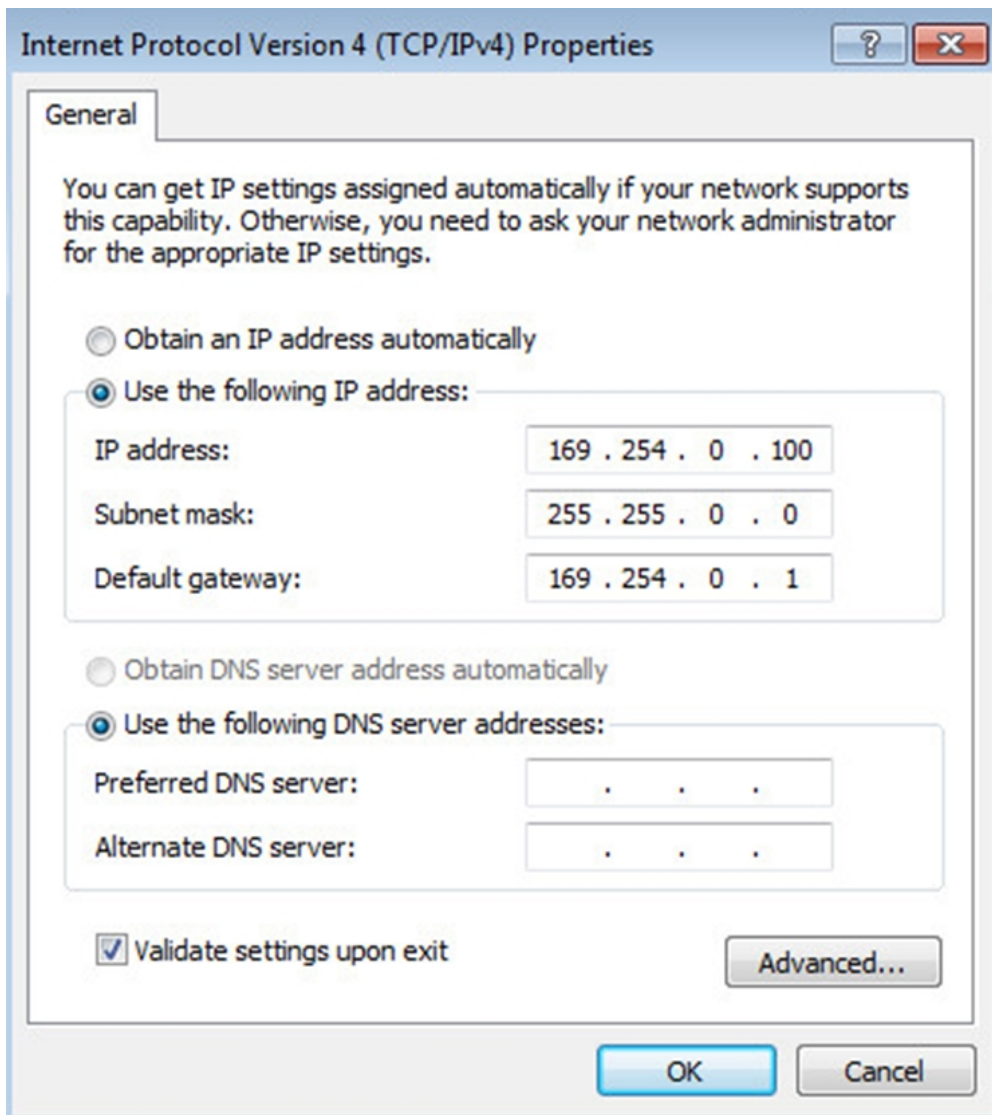 Internet Protocol Version 4 (TCP/IPv4) Properties
General
You can get IP settings assigned automatically if your network supports
this capability. Otherwise, you need to ask your network administrator
for the appropriate IP settings.
Obtain an IP address automatically
Use the following IP address:
IP address: 169 . 254 . 0 . 100
Subnet mask: 255 . 255 . 0 . 0
Default gateway: 169 . 254 . 0 . 1
Obtain DNS server address automatically
Use the following DNS server addresses:
Preferred DNS server: . . .
Alternate DNS server: . . .
Validate settings upon exit
Advanced...
OK Cancel